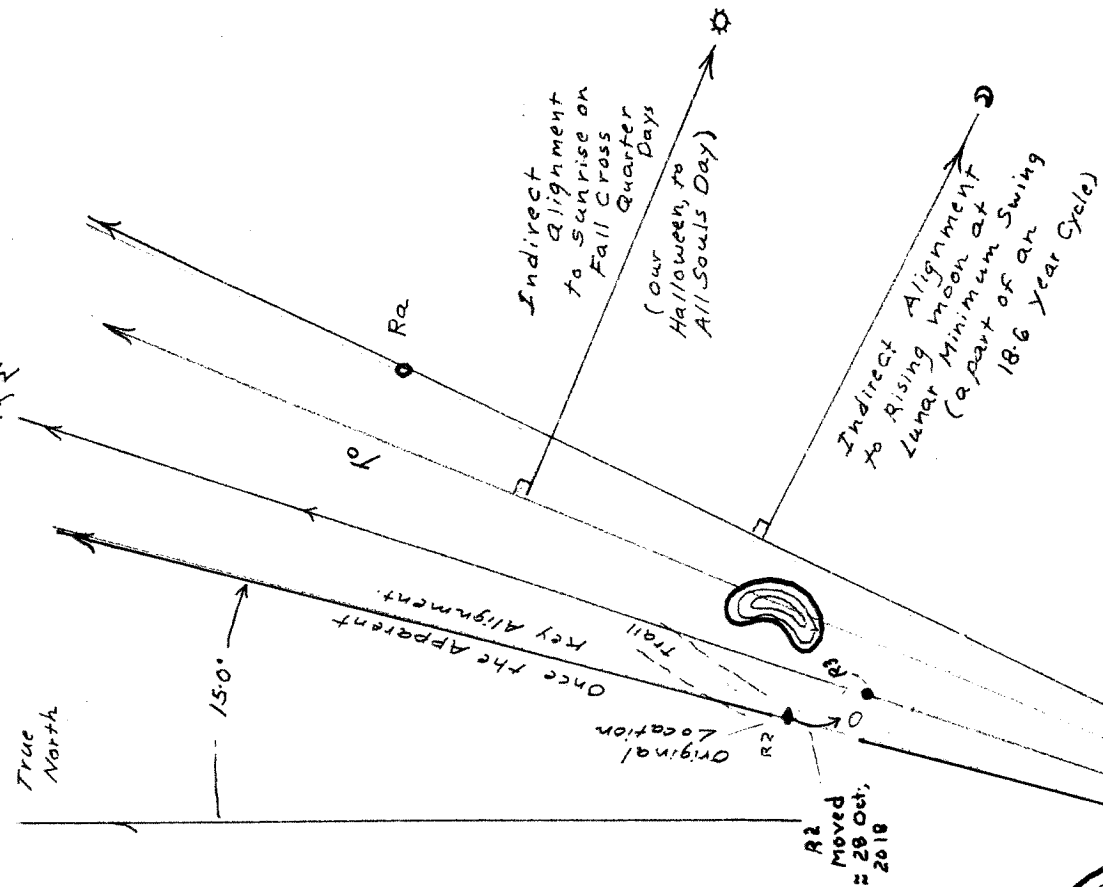 True
North
15.0°
Once the Apparent
Key Alignment
Trail
Original
Location
R2
R3
R2
Moved
≈ 28 Oct,
2018
Ra
Indirect
alignment
to sunrise on
Fall Cross
Quarter
Days
(our
Halloween, to
All Souls Day)
Indirect Alignment
to Rising moon at
Lunar Minimum Swing
(a part of an
18.6 year Cycle)